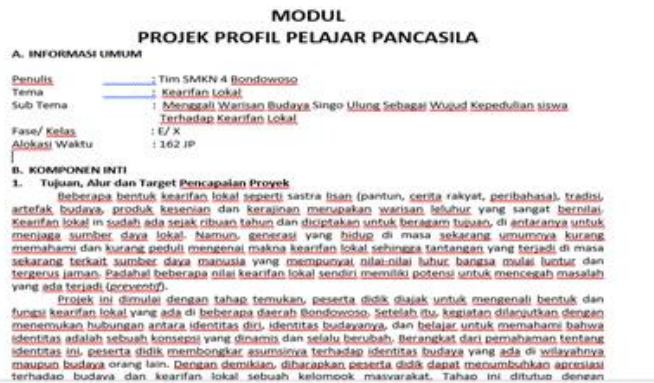 MODUL
PROJEK PROFIL PELAJAR PANCASILA
A. INFORMASI UMUM
Penulis : Tim SMKN 4 Bondowoso
Tema : Kearifan Lokal
Sub Tema : Menggali Warisan Budaya Singo Ulung Sebagai Wujud Kepedulian siswa
Terhadap Kearifan Lokal
Fase/ Kelas : E/ X
Alokasi Waktu : 162 JP
B. KOMPONEN INTI
1. Tujuan, Alur dan Target Pencapaian Proyek
Beberapa bentuk kearifan lokal seperti sastra lisan (pantun, cerita rakyat, peribahasa), tradisi,
artefak budaya, produk kesenian dan kerajinan merupakan warisan leluhur yang sangat bernilai.
Kearifan lokal in sudah ada sejak ribuan tahun dan diciptakan untuk beragam tujuan, di antaranya untuk
menjaga sumber daya lokal. Namun, generasi yang hidup di masa sekarang umumnya kurang
memahami dan kurang peduli mengenai makna kearifan lokal sehingga tantangan yang terjadi di masa
sekarang terkait sumber daya manusia yang mempunyai nilai-nilai luhur bangsa mulai luntur dan
tergerus jaman. Padahal beberapa nilai kearifan lokal sendiri memiliki potensi untuk mencegah masalah
yang ada terjadi (preventif).
Projek ini dimulai dengan tahap temukan, peserta didik diajak untuk mengenali bentuk dan
fungsi kearifan lokal yang ada di beberapa daerah Bondowoso. Setelah itu, kegiatan dilanjutkan dengan
menemukan hubungan antara identitas diri, identitas budayanya, dan belajar untuk memahami bahwa
identitas adalah sebuah konsepsi yang dinamis dan selalu berubah. Berangkat dari pemahaman tentang
identitas ini, peserta didik membongkar asumsinya terhadap identitas budaya yang ada di wilayahnya
maupun budaya orang lain. Dengan demikian, diharapkan peserta didik dapat menumbuhkan apresiasi
terhadap budaya dan kearifan lokal sebuah kelompok masyarakat. Tahap ini ditutup dengan